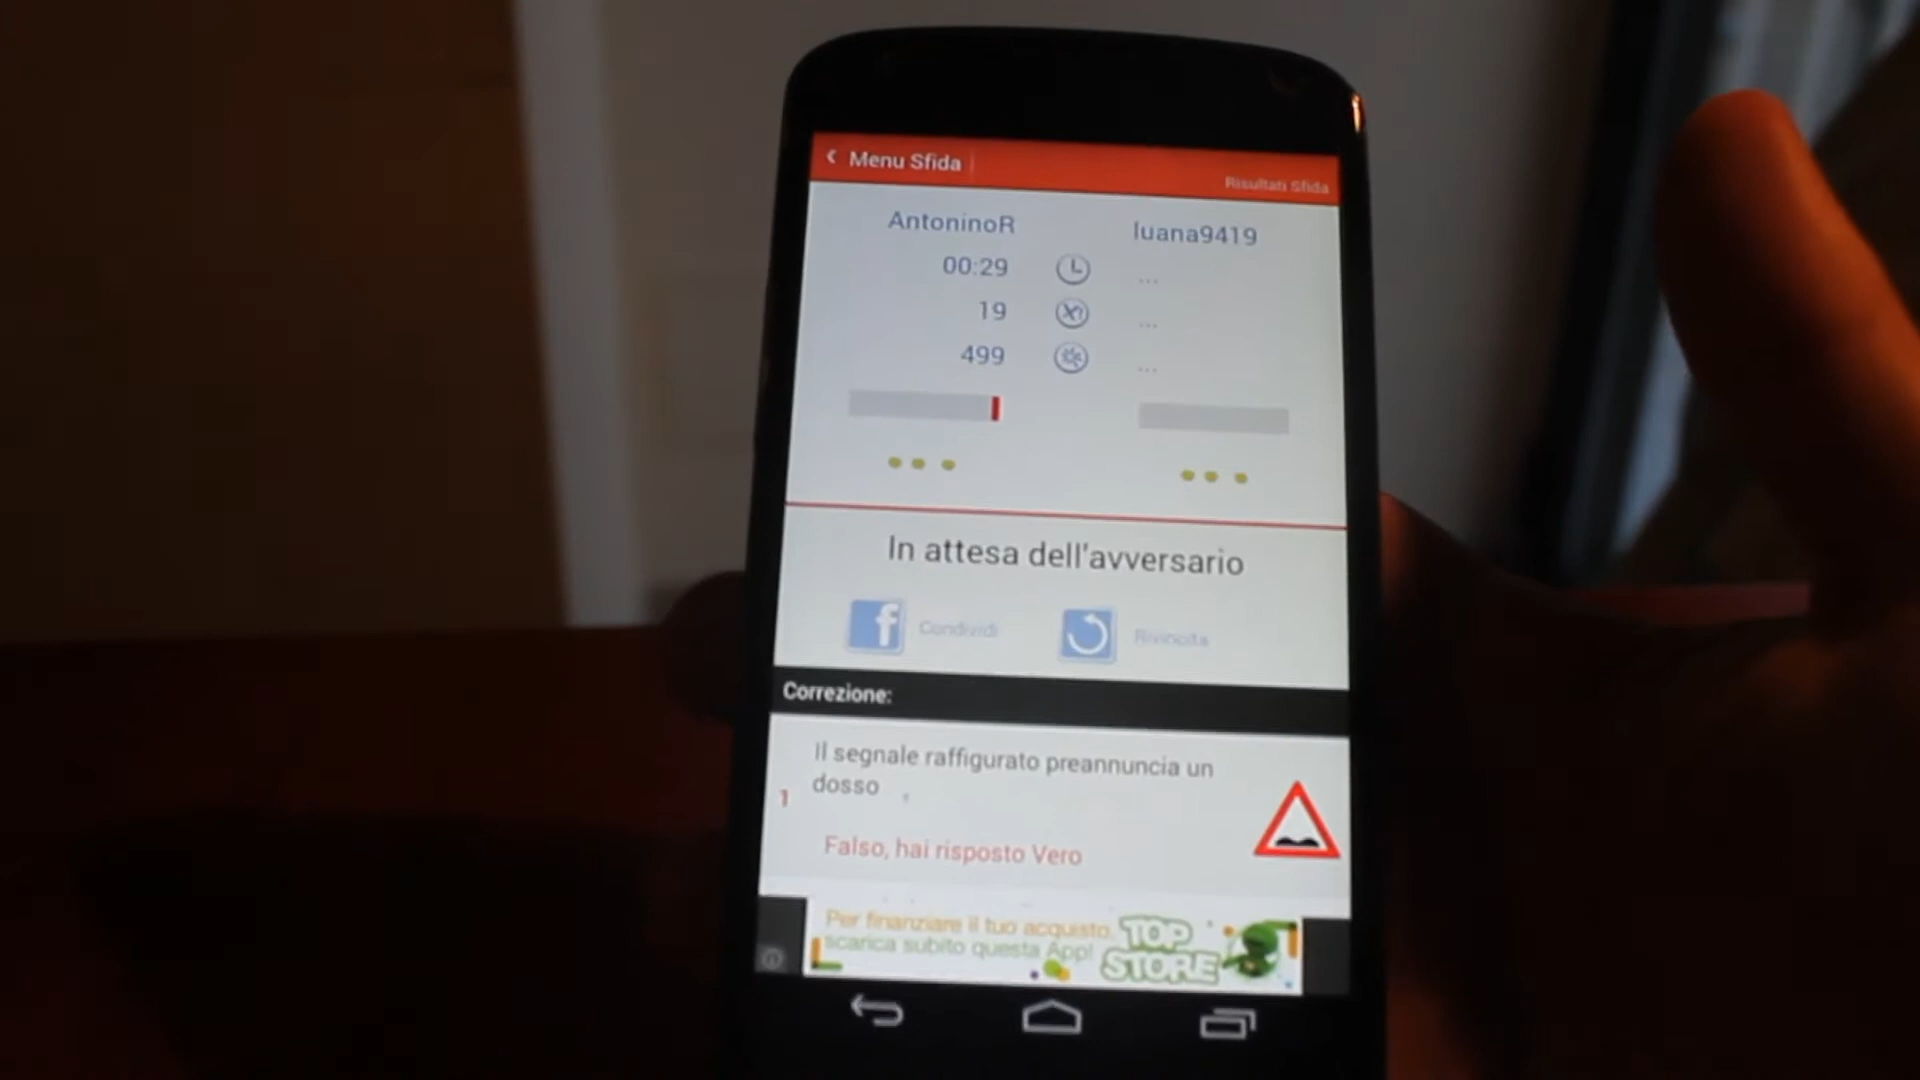 Menu Sfida
Risultati Sfida
AntoninoR
luana9419
00:29
...
19
X!
...
499
...
In attesa dell'avversario
f Condividi
Rivincita
Correzione:
Il segnale raffigurato preannuncia un
dosso
1
Falso, hai risposto Vero
Per finanziare il tuo acquisto,
scarica subito questa App!
TOP
STORE